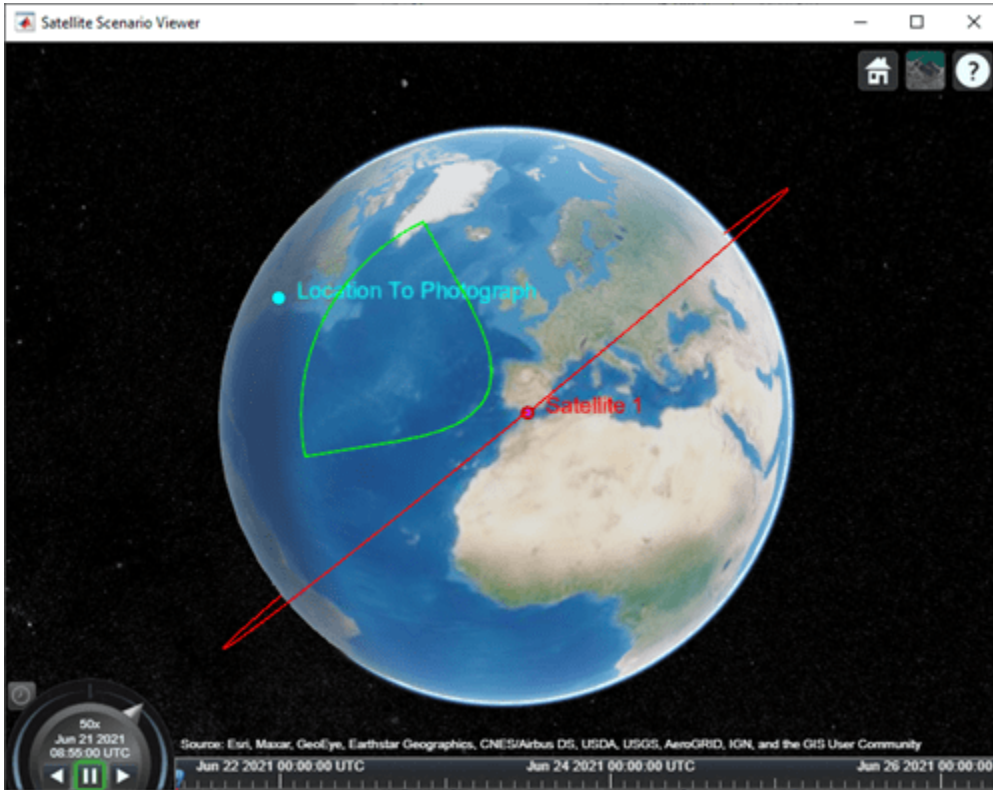 Satellite Scenario Viewer
?
Location To Photograph
Satellite 1
50x
Jun 21 2021
08:55:00 UTC
Source: Esri, Maxar, GeoEye, Earthstar Geographics, CNES/Airbus DS, USDA, USGS, AeroGRID, IGN, and the GIS User Community
Jun 22 2021 00:00:00 UTC Jun 24 2021 00:00:00 UTC Jun 26 2021 00:00:00